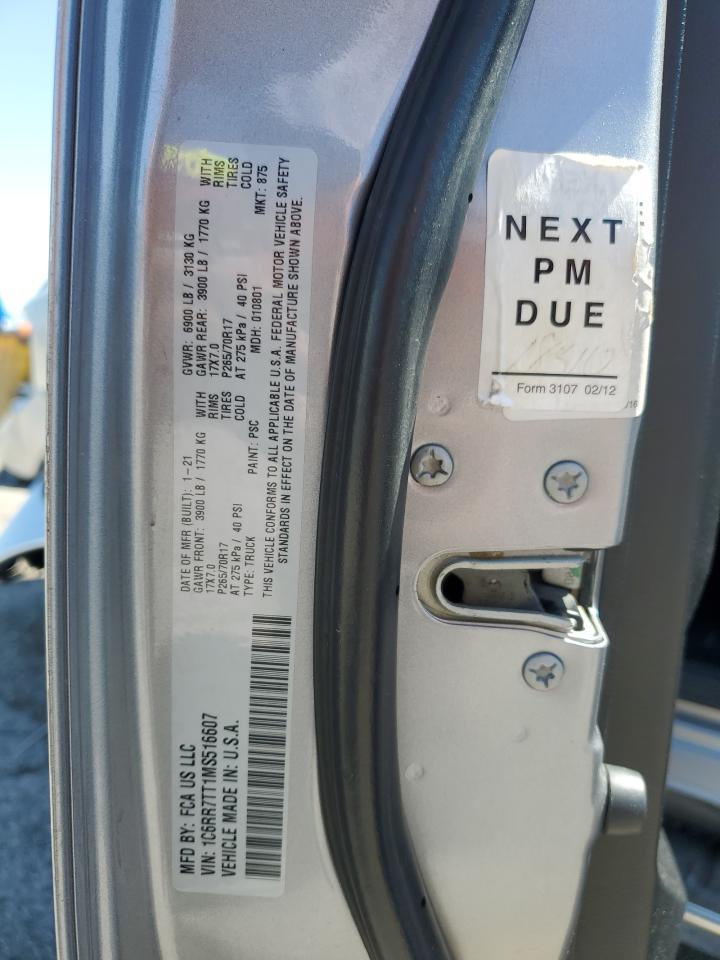 MFD BY: FCA US LLC
DATE OF MFR (BUILT): 1-21
GVWR: 6900 LB / 3130 KG
VIN: 1C6RR7TT1MS516607
GAWR FRONT: 3900 LB / 1770 KG WITH
GAWR REAR: 3900 LB / 1770 KG WITH
VEHICLE MADE IN: U.S.A.
17X7.0 RIMS
17X7.0 RIMS
P265/70R17 TIRES
P265/70R17 TIRES
AT 275 kPa / 40 PSI COLD
AT 275 kPa / 40 PSI COLD
TYPE: TRUCK PAINT: PSC MDH: 010801 MKT: 875
THIS VEHICLE CONFORMS TO ALL APPLICABLE U.S.A. FEDERAL MOTOR VEHICLE SAFETY
STANDARDS IN EFFECT ON THE DATE OF MANUFACTURE SHOWN ABOVE.
NEXT
PM
DUE
Form 3107 02/12